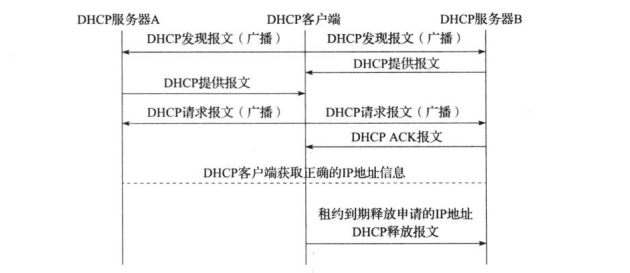 DHCP服务器A DHCP客户端 DHCP服务器B
DHCP发现报文（广播） DHCP发现报文（广播）
DHCP提供报文
DHCP提供报文
DHCP请求报文（广播） DHCP请求报文（广播）
DHCP ACK报文
DHCP客户端获取正确的IP地址信息
租约到期释放申请的IP地址
DHCP释放报文